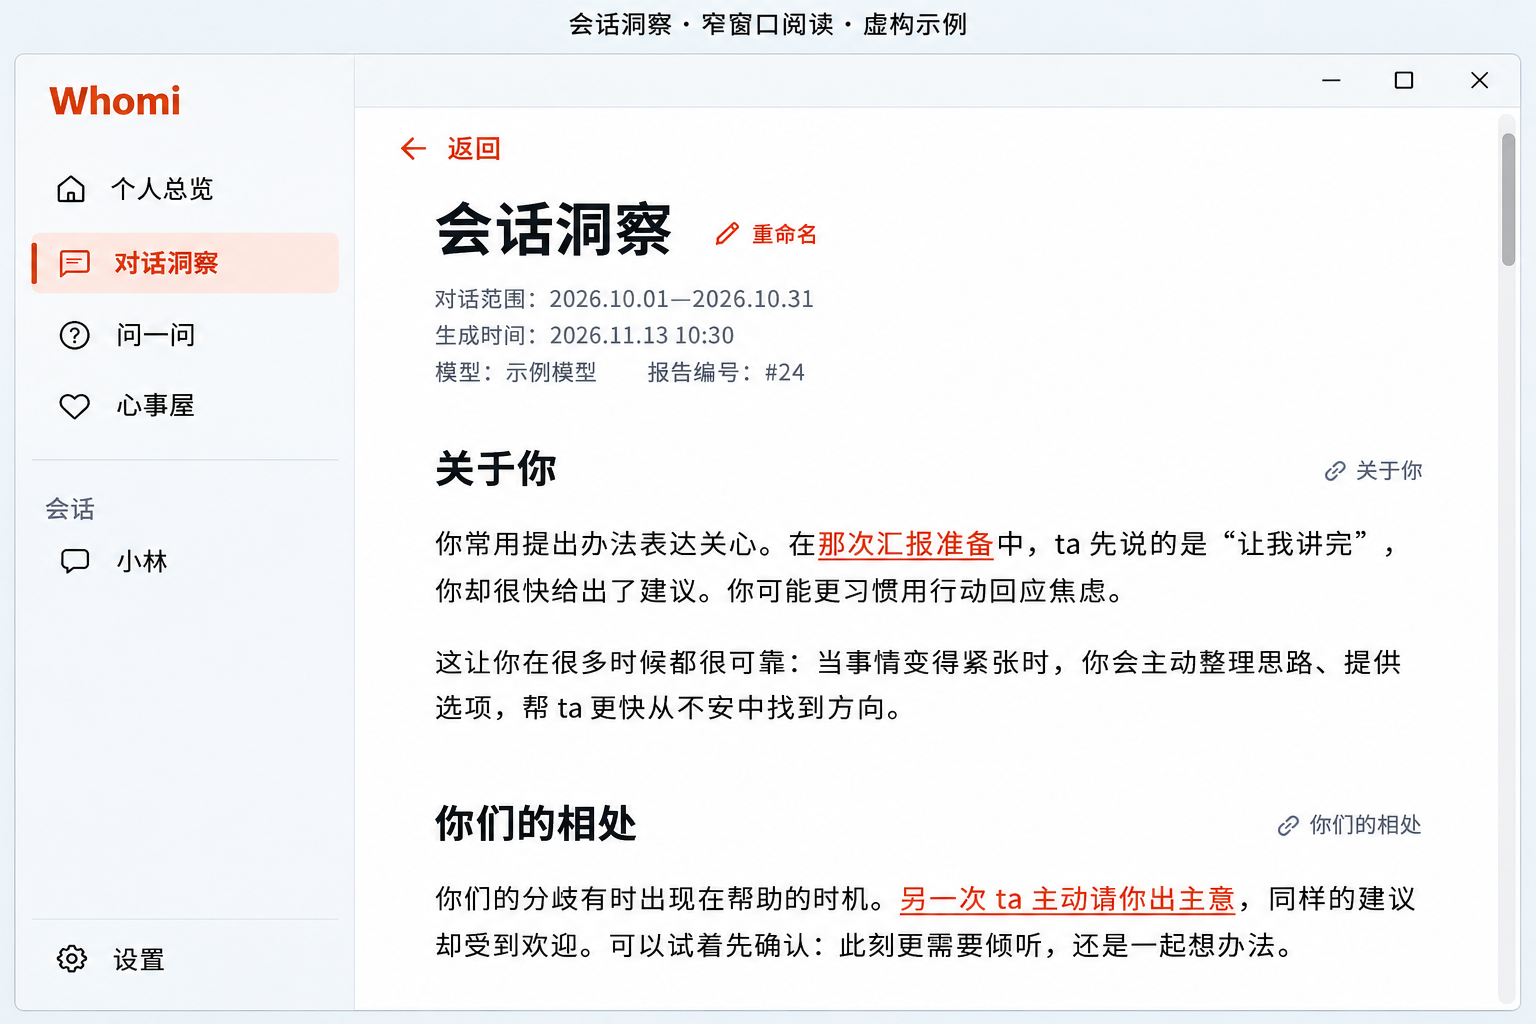 会话洞察 · 窄窗口阅读 · 虚构示例
Whomi
个人总览
对话洞察
问一问
心事屋
会话
小林
设置
返回
会话洞察
重命名
对话范围：2026.10.01—2026.10.31
生成时间：2026.11.13 10:30
模型：示例模型 报告编号：#24
关于你
关于你
你常用提出办法表达关心。在那次汇报准备中，ta 先说的是“让我讲完”，
你却很快给出了建议。你可能更习惯用行动回应焦虑。
这让你在很多时候都很可靠：当事情变得紧张时，你会主动整理思路、提供
选项，帮 ta 更快从不安中找到方向。
你们的相处
你们的相处
你们的分歧有时出现在帮助的时机。另一次 ta 主动请你出主意，同样的建议
却受到欢迎。可以试着先确认：此刻更需要倾听，还是一起想办法。